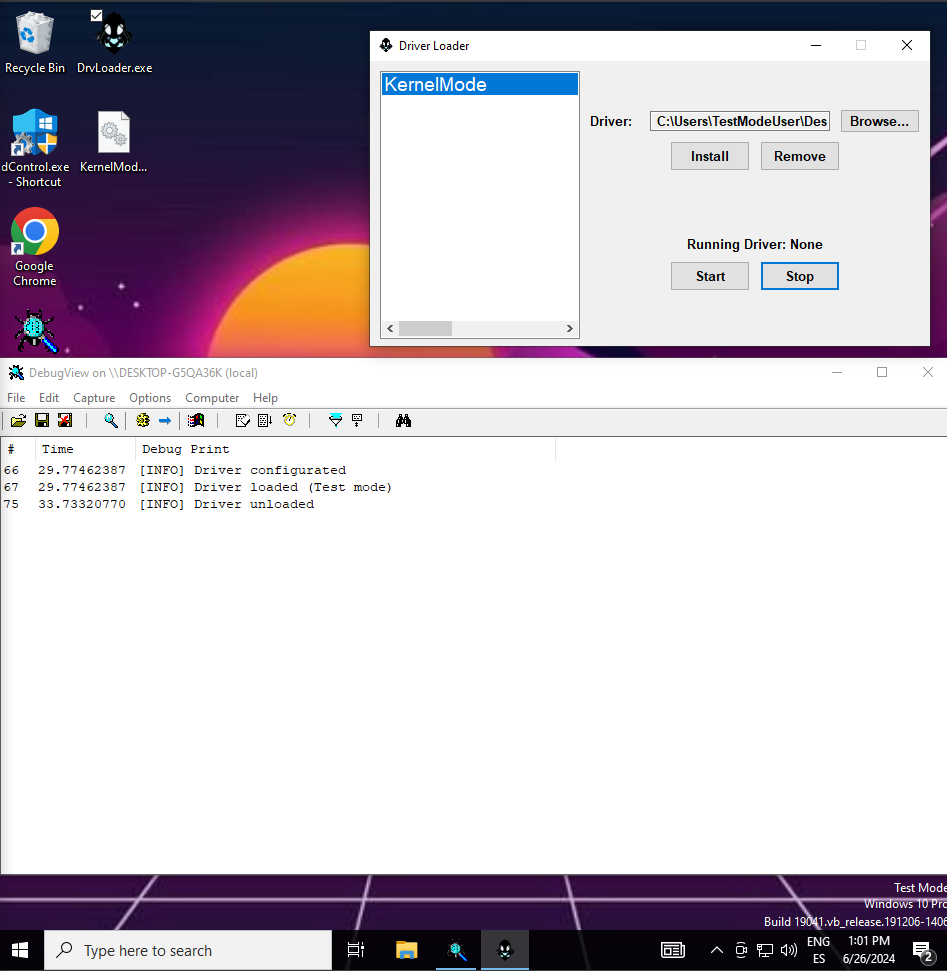 Recycle Bin
DrvLoader.exe
dControl.exe
- Shortcut
KernelMod...
Google
Chrome
Driver Loader
KernelMode
Driver:
C:\Users\TestModeUser\Des
Browse...
Install
Remove
Running Driver: None
Start
Stop
DebugView on \\DESKTOP-G5QA36K (local)
File Edit Capture Options Computer Help
# Time Debug Print
66 29.77462387 [INFO] Driver configurated
67 29.77462387 [INFO] Driver loaded (Test mode)
75 33.73320770 [INFO] Driver unloaded
Test Mode
Windows 10 Pro
Build 19041.vb_release.191206-1406
Type here to search
ENG
ES
1:01 PM
6/26/2024
2